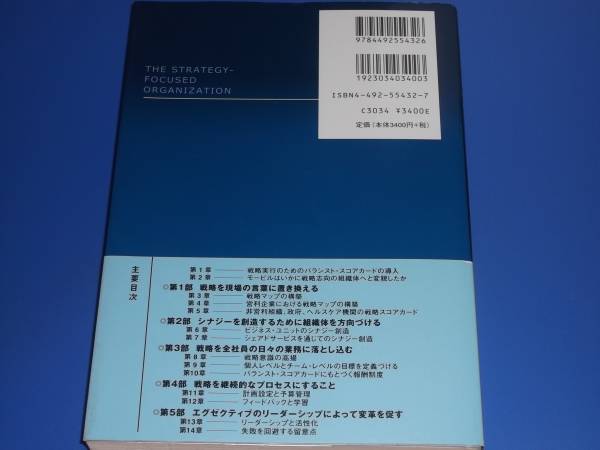 THE STRATEGY-
FOCUSED
ORGANIZATION
9784492554326
1923034034003
ISBN4-492-55432-7
C3034 ¥3400E
定価(本体3400円+税)
主要目次
第1章 戦略実行のためのバランスト・スコアカードの導入
第2章 モービルはいかに戦略志向の組織体へと変貌したか
第1部 戦略を現場の言葉に置き換える
第3章 戦略マップの構築
第4章 営利企業における戦略マップの構築
第5章 非営利組織、政府、ヘルスケア機関の戦略スコアカード
第2部 シナジーを創造するために組織体を方向づける
第6章 ビジネス・ユニットのシナジー創造
第7章 シェアドサービスを通じてのシナジー創造
第3部 戦略を全社員の日々の業務に落とし込む
第8章 戦略意識の高揚
第9章 個人レベルとチーム・レベルの目標を定義づける
第10章 バランスト・スコアカードにもとづく報酬制度
第4部 戦略を継続的なプロセスにすること
第11章 計画設定と予算管理
第12章 フィードバックと学習
第5部 エグゼクティブのリーダーシップによって変革を促す
第13章 リーダーシップと活性化
第14章 失敗を回避する留意点